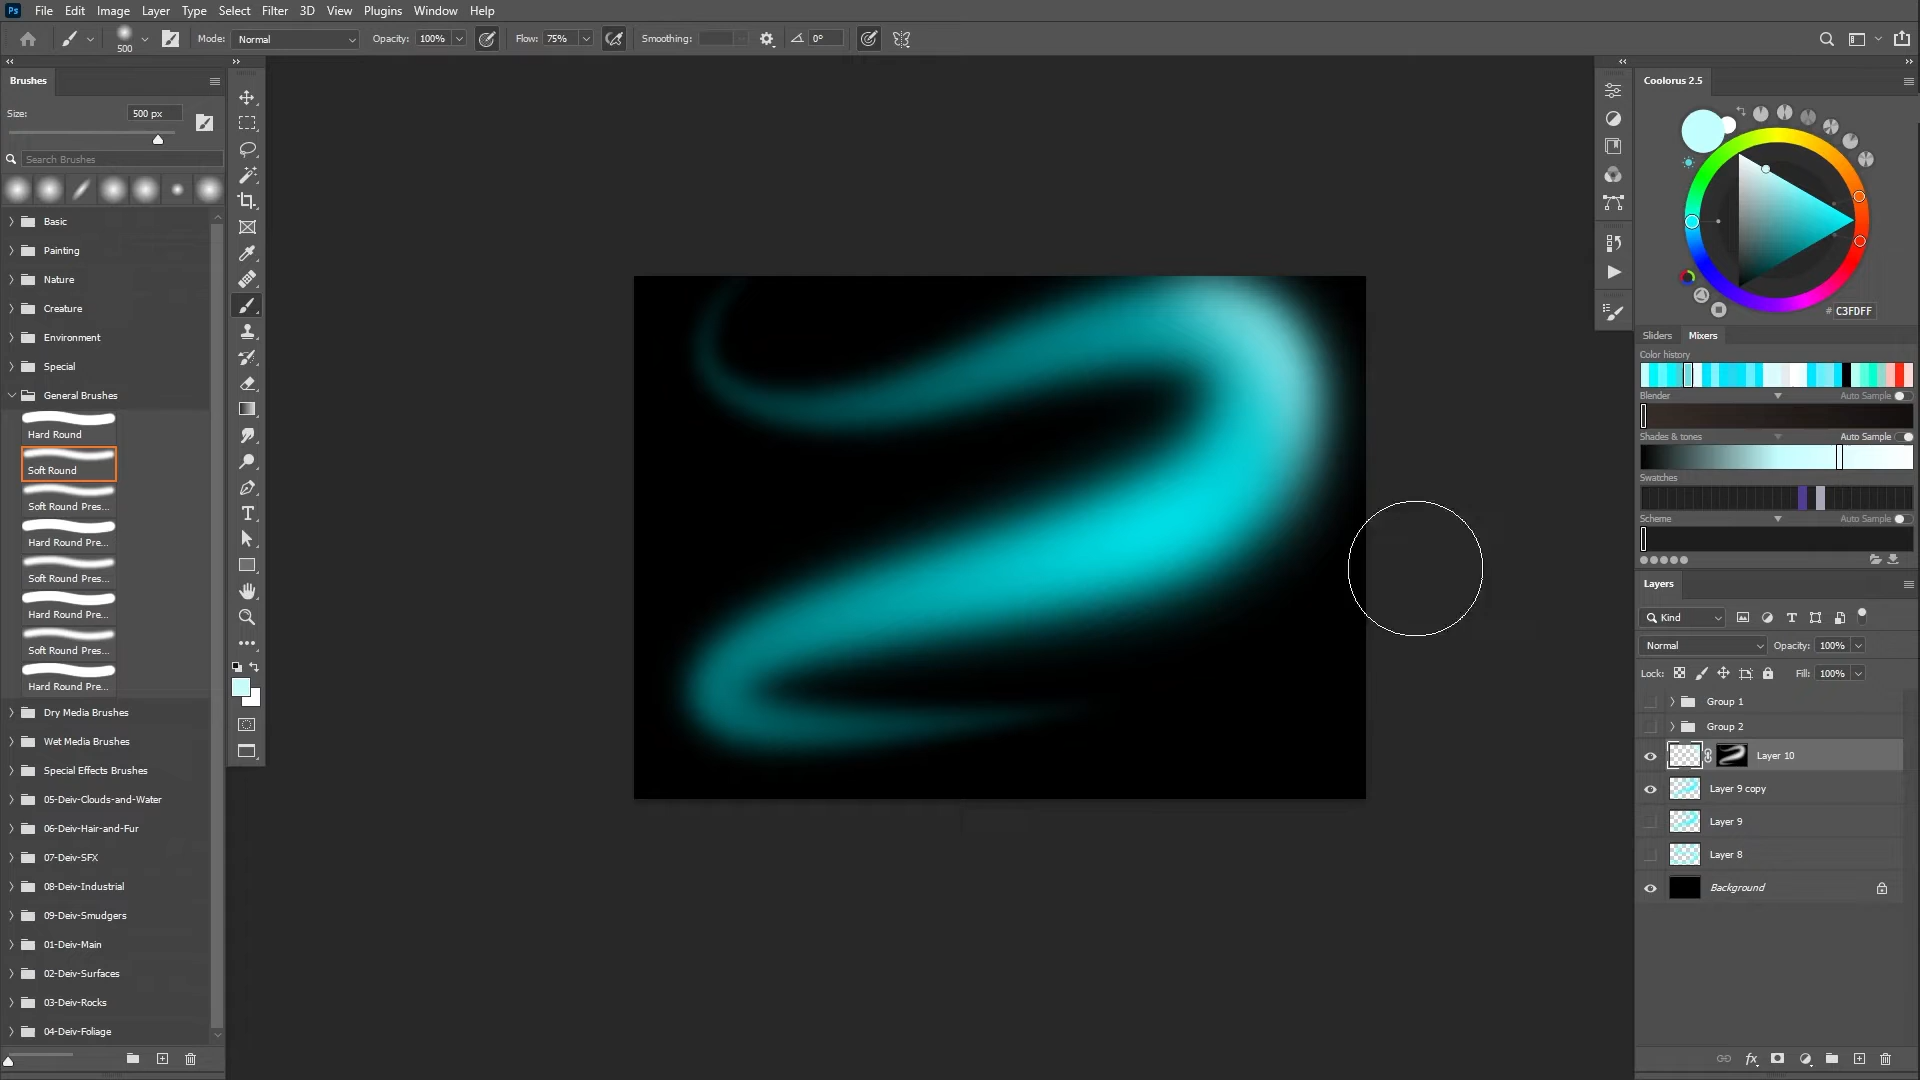 Ps File Edit Image Layer Type Select Filter 3D View Plugins Window Help
500 Mode: Normal Opacity: 100% Flow: 75% Smoothing: 0°
Brushes
Size: 500 px
Search Brushes
Basic
Painting
Nature
Creature
Environment
Special
General Brushes
Hard Round
Soft Round
Soft Round Pres...
Hard Round Pre...
Soft Round Pres...
Hard Round Pre...
Soft Round Pres...
Hard Round Pre...
Dry Media Brushes
Wet Media Brushes
Special Effects Brushes
05-Deiv-Clouds-and-Water
06-Deiv-Hair-and-Fur
07-Deiv-SFX
08-Deiv-Industrial
09-Deiv-Smudgers
01-Deiv-Main
02-Deiv-Surfaces
03-Deiv-Rocks
04-Deiv-Foliage
Coolorus 2.5
# C3FDFF
Sliders Mixers
Color history
Blender Auto Sample
Shades & tones Auto Sample
Swatches
Scheme Auto Sample
Layers
Kind
Normal Opacity: 100%
Lock: Fill: 100%
Group 1
Group 2
Layer 10
Layer 9 copy
Layer 9
Layer 8
Background
fx